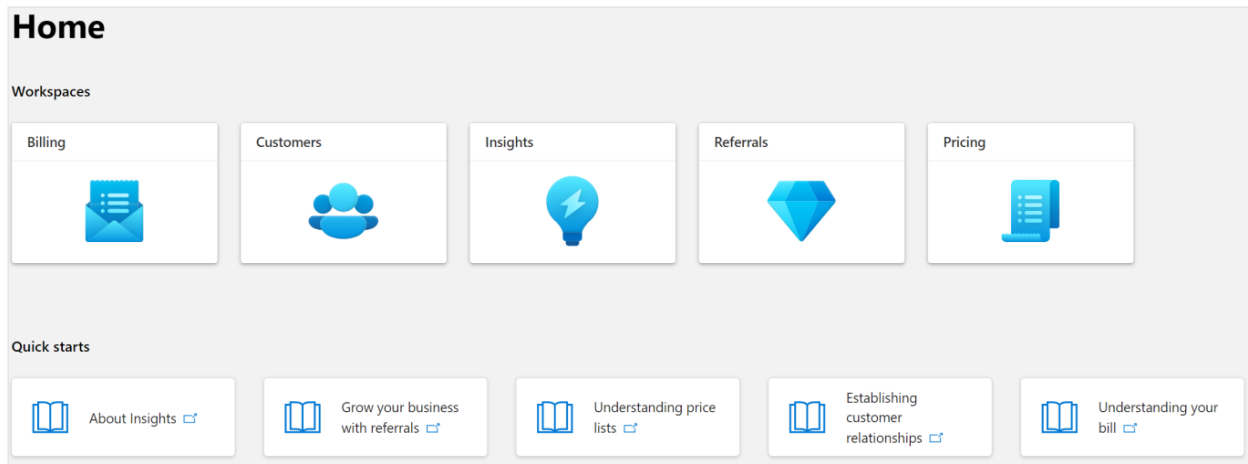 Home
Workspaces
Billing
Customers
Insights
Referrals
Pricing
Quick starts
About Insights
Grow your business
with referrals
Understanding price
lists
Establishing
customer
relationships
Understanding your
bill